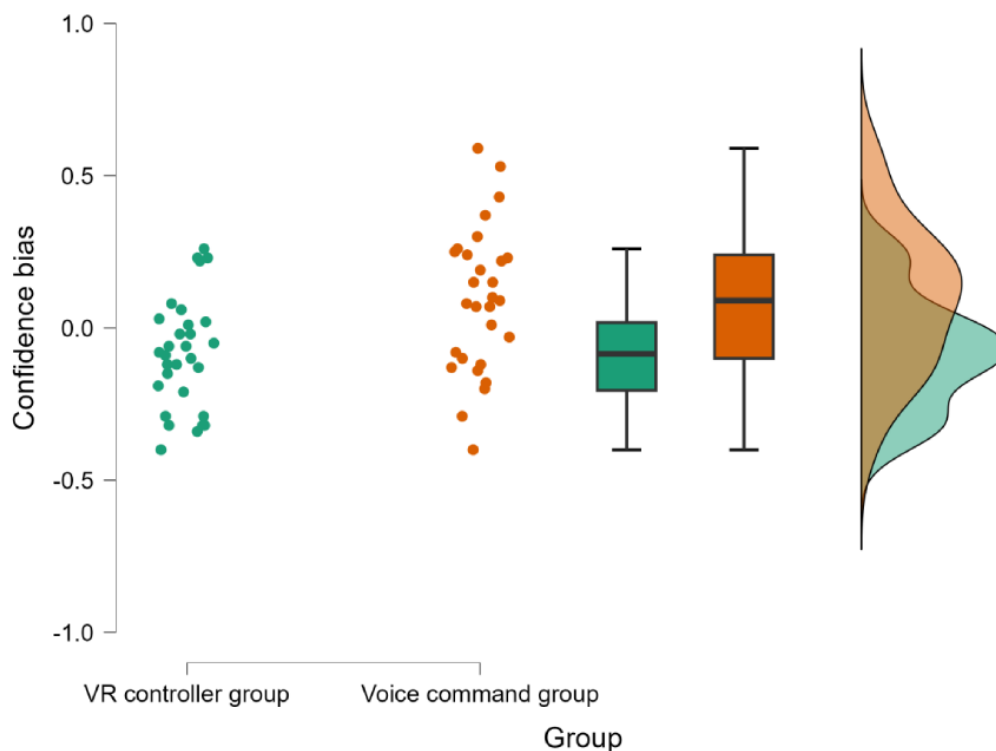 1.0
0.5
0.0
-0.5
-1.0
Confidence bias
VR controller group
Voice command group
Group